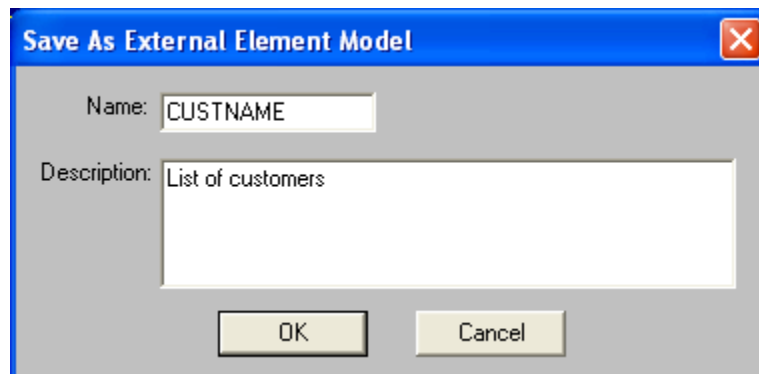 Save As External Element Model
Name: CUSTNAME
Description: List of customers
OK Cancel